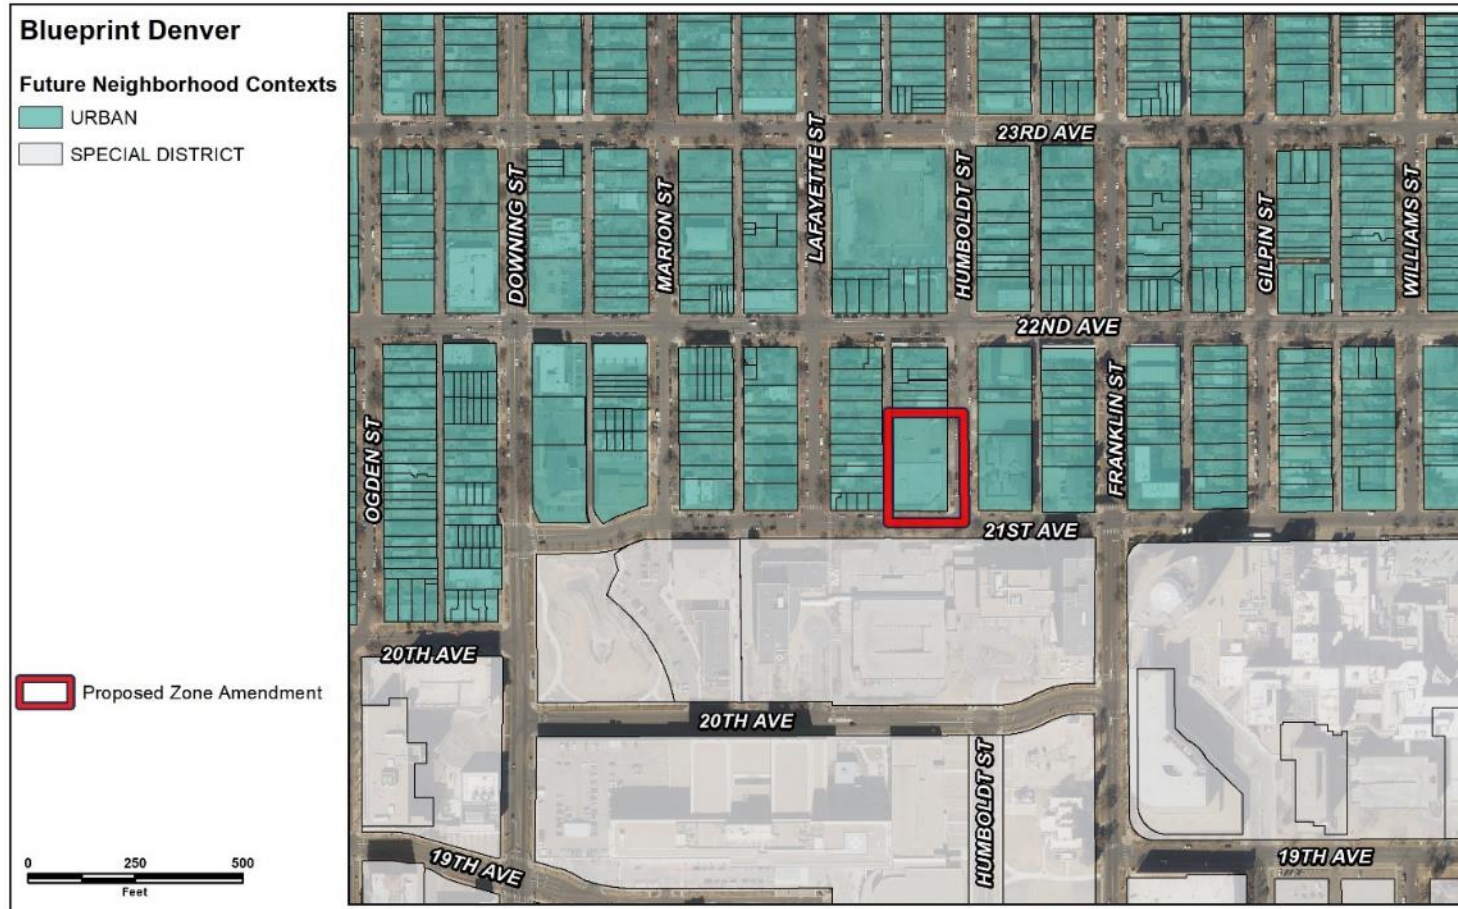 Blueprint Denver
Future Neighborhood Contexts
URBAN
SPECIAL DISTRICT
Proposed Zone Amendment
0 250 500
Feet
23RD AVE
DOWNING ST
MARION ST
LAFAYETTE ST
HUMBOLDT ST
GILPIN ST
WILLIAMS ST
22ND AVE
OGDEN ST
FRANKLIN ST
21ST AVE
20TH AVE
20TH AVE
HUMBOLDT ST
19TH AVE
19TH AVE